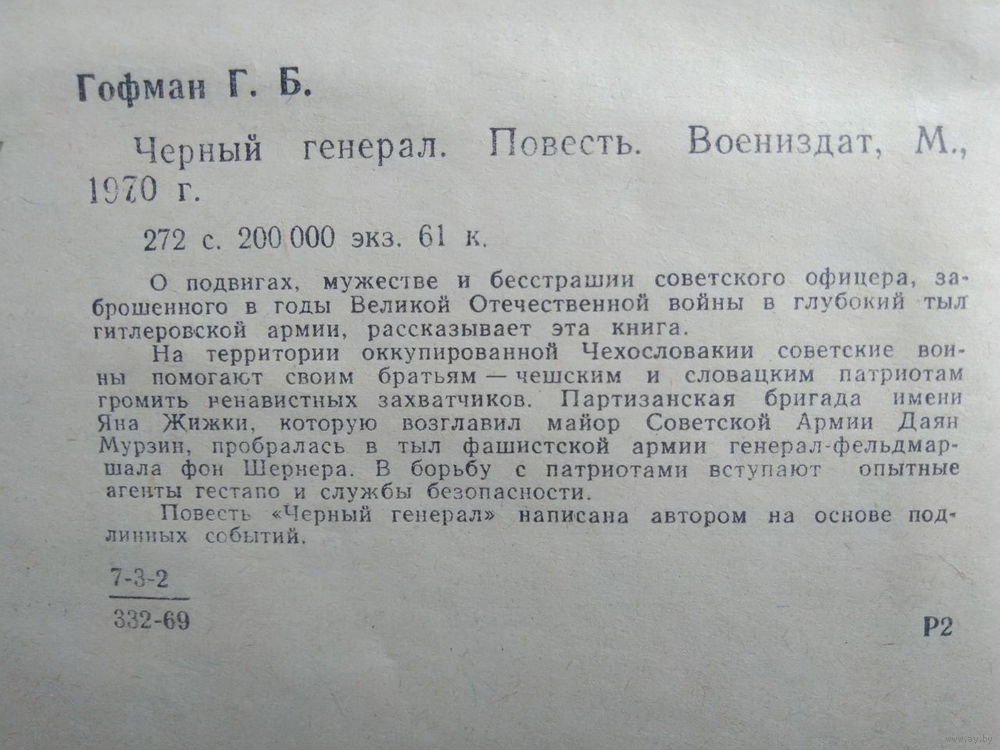 Гофман Г. Б.
Черный генерал. Повесть. Воениздат, М.,
1970 г.
272 с. 200 000 экз. 61 к.
О подвигах, мужестве и бесстрашии советского офицера, за-
брошенного в годы Великой Отечественной войны в глубокий тыл
гитлеровской армии, рассказывает эта книга.
На территории оккупированной Чехословакии советские вои-
ны помогают своим братьям — чешским и словацким патриотам
громить ненавистных захватчиков. Партизанская бригада имени
Яна Жижки, которую возглавил майор Советской Армии Даян
Мурзин, пробралась в тыл фашистской армии генерал-фельдмар-
шала фон Шернера. В борьбу с патриотами вступают опытные
агенты гестапо и службы безопасности.
Повесть «Черный генерал» написана автором на основе под-
линных событий.
7-3-2
332-69
Р2
www.ay.by